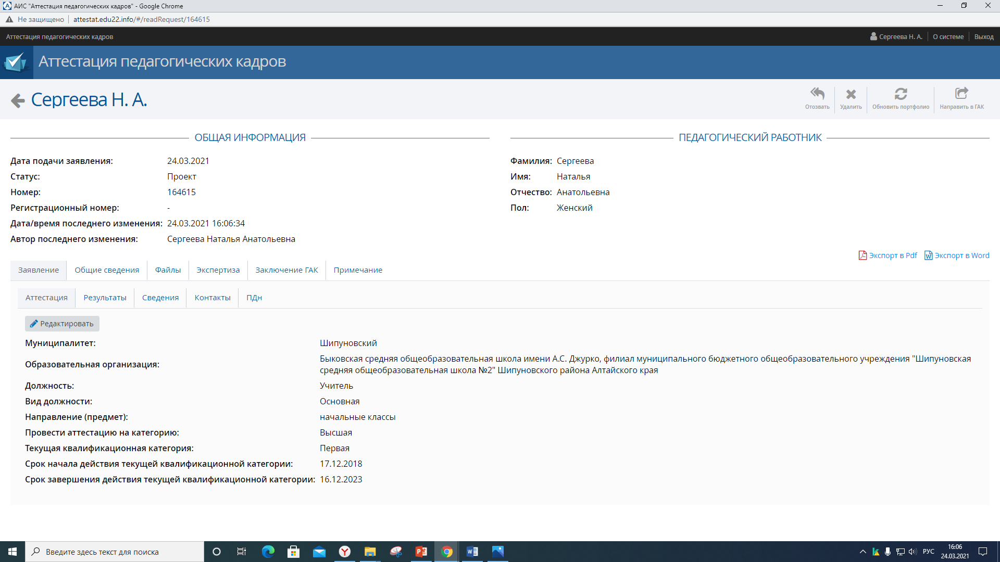 АИС "Аттестация педагогических кадров" - Google Chrome
Не защищено
attestat.edu22.info/#/readRequest/164615
Аттестация педагогических кадров
Сергеева Н. А.
О системе
Выход
Аттестация педагогических кадров
Сергеева Н. А.
Отозвать
Удалить
Обновить портфолио
Направить в ГАК
ОБЩАЯ ИНФОРМАЦИЯ
Дата подачи заявления: 24.03.2021
Статус: Проект
Номер: 164615
Регистрационный номер: -
Дата/время последнего изменения: 24.03.2021 16:06:34
Автор последнего изменения: Сергеева Наталья Анатольевна
ПЕДАГОГИЧЕСКИЙ РАБОТНИК
Фамилия: Сергеева
Имя: Наталья
Отчество: Анатольевна
Пол: Женский
Экспорт в Pdf
Экспорт в Word
Заявление
Общие сведения
Файлы
Экспертиза
Заключение ГАК
Примечание
Аттестация
Результаты
Сведения
Контакты
ПДн
Редактировать
Муниципалитет: Шипуновский
Образовательная организация: Быковская средняя общеобразовательная школа имени А.С. Джурко, филиал муниципального бюджетного общеобразовательного учреждения "Шипуновская
средняя общеобразовательная школа №2" Шипуновского района Алтайского края
Должность: Учитель
Вид должности: Основная
Направление (предмет): начальные классы
Провести аттестацию на категорию: Высшая
Текущая квалификационная категория: Первая
Срок начала действия текущей квалификационной категории: 17.12.2018
Срок завершения действия текущей квалификационной категории: 16.12.2023
Введите здесь текст для поиска
РУС
16:06
24.03.2021